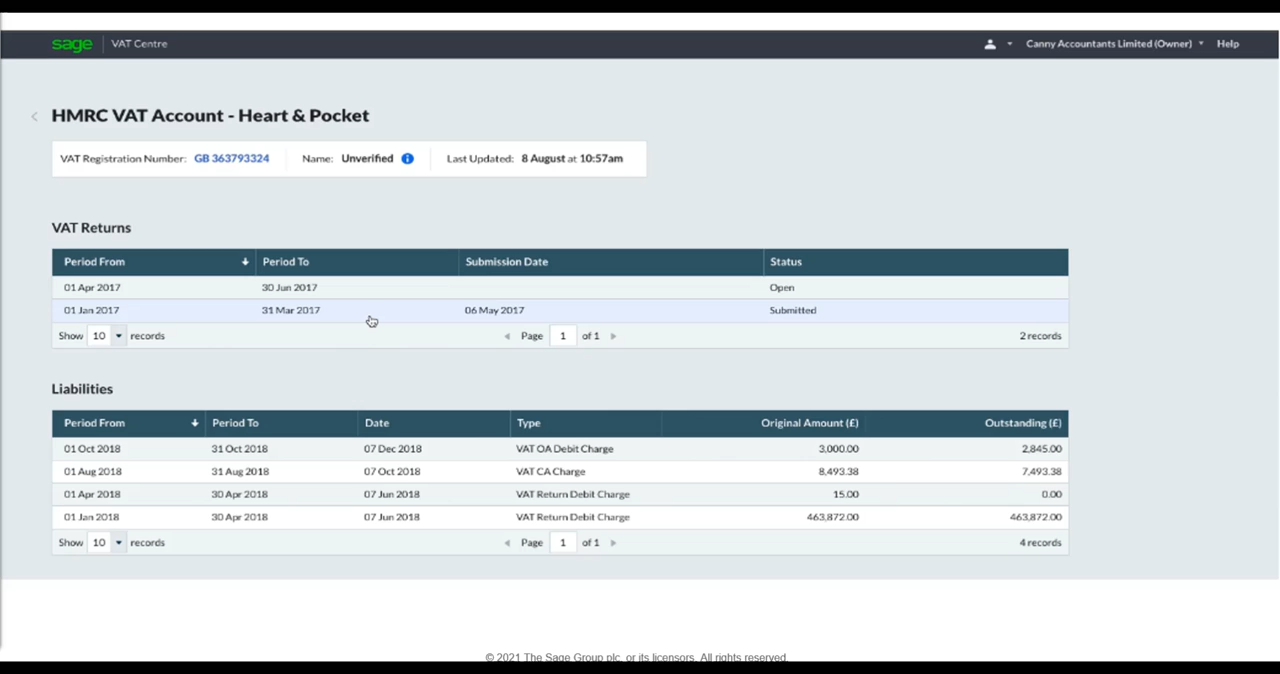 sage VAT Centre Canny Accountants Limited (Owner) Help
HMRC VAT Account - Heart & Pocket
VAT Registration Number: GB 363793324 Name: Unverified Last Updated: 8 August at 10:57am
VAT Returns
Period From Period To Submission Date Status
01 Apr 2017 30 Jun 2017 Open
01 Jan 2017 31 Mar 2017 06 May 2017 Submitted
Show 10 records Page 1 of 1 2 records
Liabilities
Period From Period To Date Type Original Amount (£) Outstanding (£)
01 Oct 2018 31 Oct 2018 07 Dec 2018 VAT OA Debit Charge 3,000.00 2,845.00
01 Aug 2018 31 Aug 2018 07 Oct 2018 VAT CA Charge 8,493.38 7,493.38
01 Apr 2018 30 Apr 2018 07 Jun 2018 VAT Return Debit Charge 15.00 0.00
01 Jan 2018 30 Apr 2018 07 Jun 2018 VAT Return Debit Charge 463,872.00 463,872.00
Show 10 records Page 1 of 1 4 records
© 2021 The Sage Group plc, or its licensors. All rights reserved.